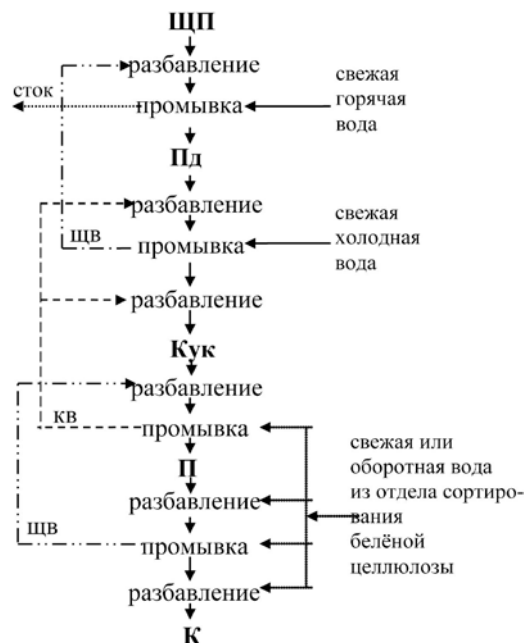 ЩП
разбавление
свежая
горячая
вода
сток
промывка
Пд
разбавление
свежая
холодная
вода
щв
промывка
разбавление
Кук
разбавление
кв
промывка
свежая или
оборотная вода
из отдела сортиро-
вания
белёной
целлюлозы
П
разбавление
щв
промывка
разбавление
К